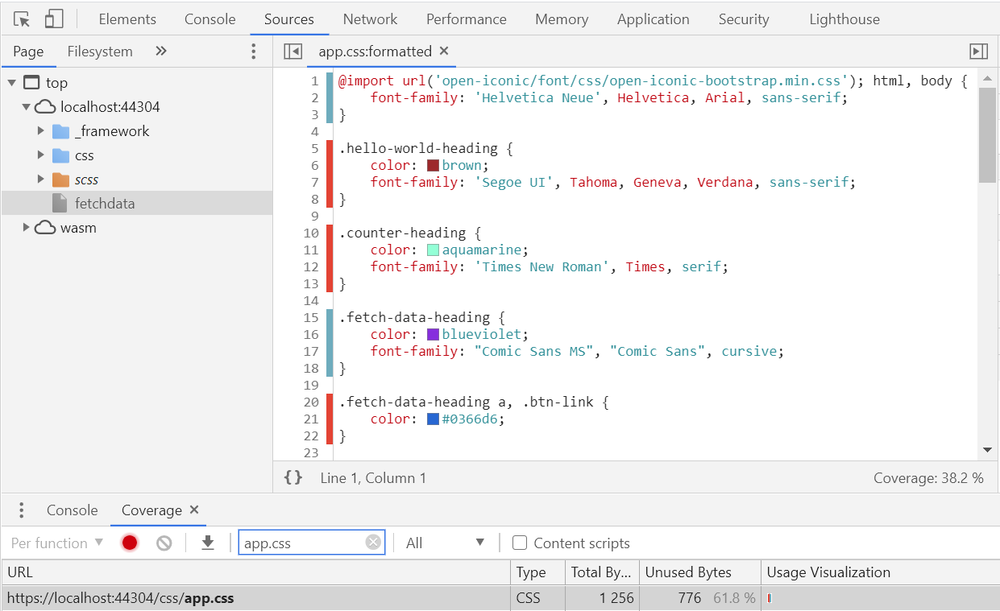 Elements Console Sources Network Performance Memory Application Security Lighthouse
Page Filesystem » app.css:formatted ×
top
localhost:44304
_framework
css
scss
fetchdata
wasm
1 @import url('open-iconic/font/css/open-iconic-bootstrap.min.css'); html, body {
2 font-family: 'Helvetica Neue', Helvetica, Arial, sans-serif;
3 }
4
5 .hello-world-heading {
6 color: brown;
7 font-family: 'Segoe UI', Tahoma, Geneva, Verdana, sans-serif;
8 }
9
10 .counter-heading {
11 color: aquamarine;
12 font-family: 'Times New Roman', Times, serif;
13 }
14
15 .fetch-data-heading {
16 color: blueviolet;
17 font-family: "Comic Sans MS", "Comic Sans", cursive;
18 }
19
20 .fetch-data-heading a, .btn-link {
21 color: #0366d6;
22 }
23
{} Line 1, Column 1 Coverage: 38.2 %
Console Coverage ×
Per function app.css All Content scripts
URL Type Total By... Unused Bytes Usage Visualization
https://localhost:44304/css/app.css CSS 1 256 776 61.8 %